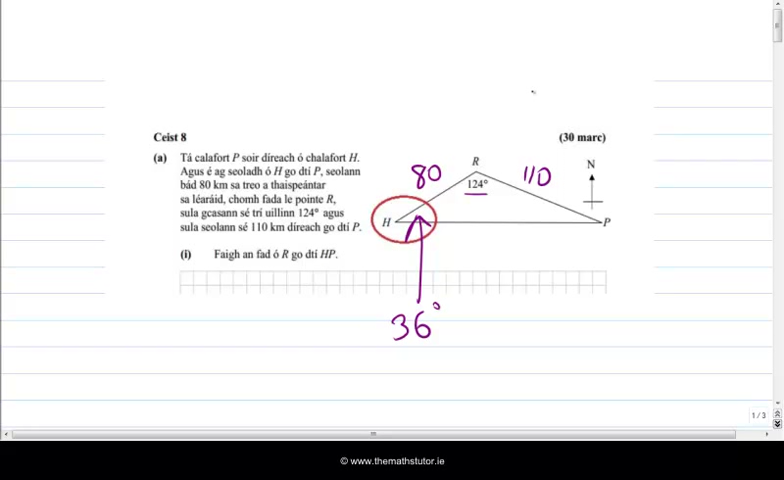 Ceist 8
(30 marc)
(a) Tá calafort P soir díreach ó chalafort H.
Agus é ag seoladh ó H go dtí P, seolann
bád 80 km sa treo a thaispeántar
sa léaráid, chomh fada le pointe R,
sula gcasann sé trí uillinn 124° agus
sula seolann sé 110 km díreach go dtí P.
R
80
110
N
124°
H
P
(i) Faigh an fad ó R go dtí HP.
36°
1 / 3
© www.themathstutor.ie